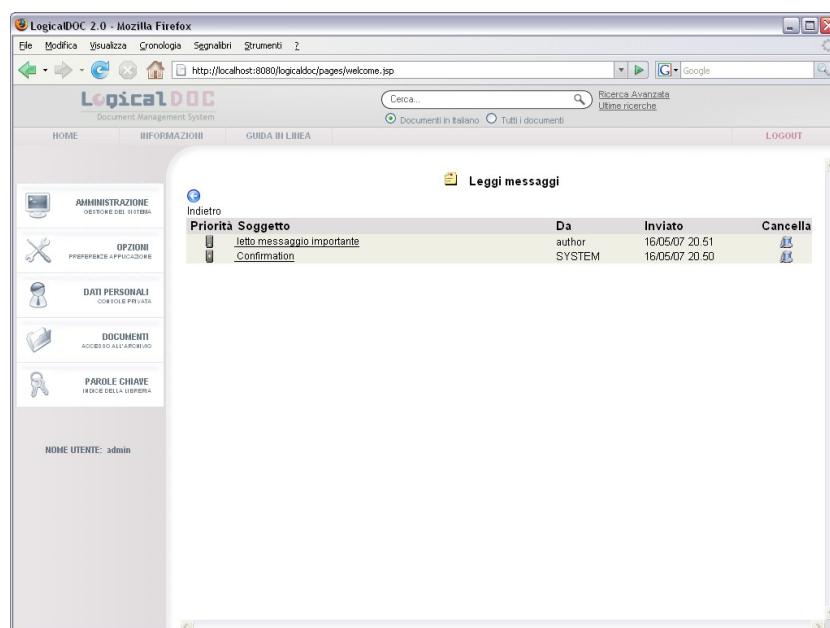 LogicalDOC 2.0 - Mozilla Firefox
File Modifica Visualizza Cronologia Segnalibri Strumenti ?
http://localhost:8080/logicaldoc/pages/welcome.jsp
G Google
LogicalDOC
Document Management System
Cerca...
Ricerca Avanzata
Ultime ricerche
Documenti in Italiano Tutti i documenti
HOME INFORMAZIONI GUIDA IN LINEA LOGOUT
Leggi messaggi
AMMINISTRAZIONE
GESTIONE DEL SISTEMA
OPZIONI
PREFERENZE APPLICAZIONE
DATI PERSONALI
CONSOLE PRIVATA
DOCUMENTI
ACCESSO ALL'ARCHIVIO
PAROLE CHIAVE
INDICE DELLA LIBRERIA
NOME UTENTE: admin
Indietro
Priorità Soggetto Da Inviato Cancella
letto messaggio importante author 16/05/07 20.51
Confirmation SYSTEM 16/05/07 20.50